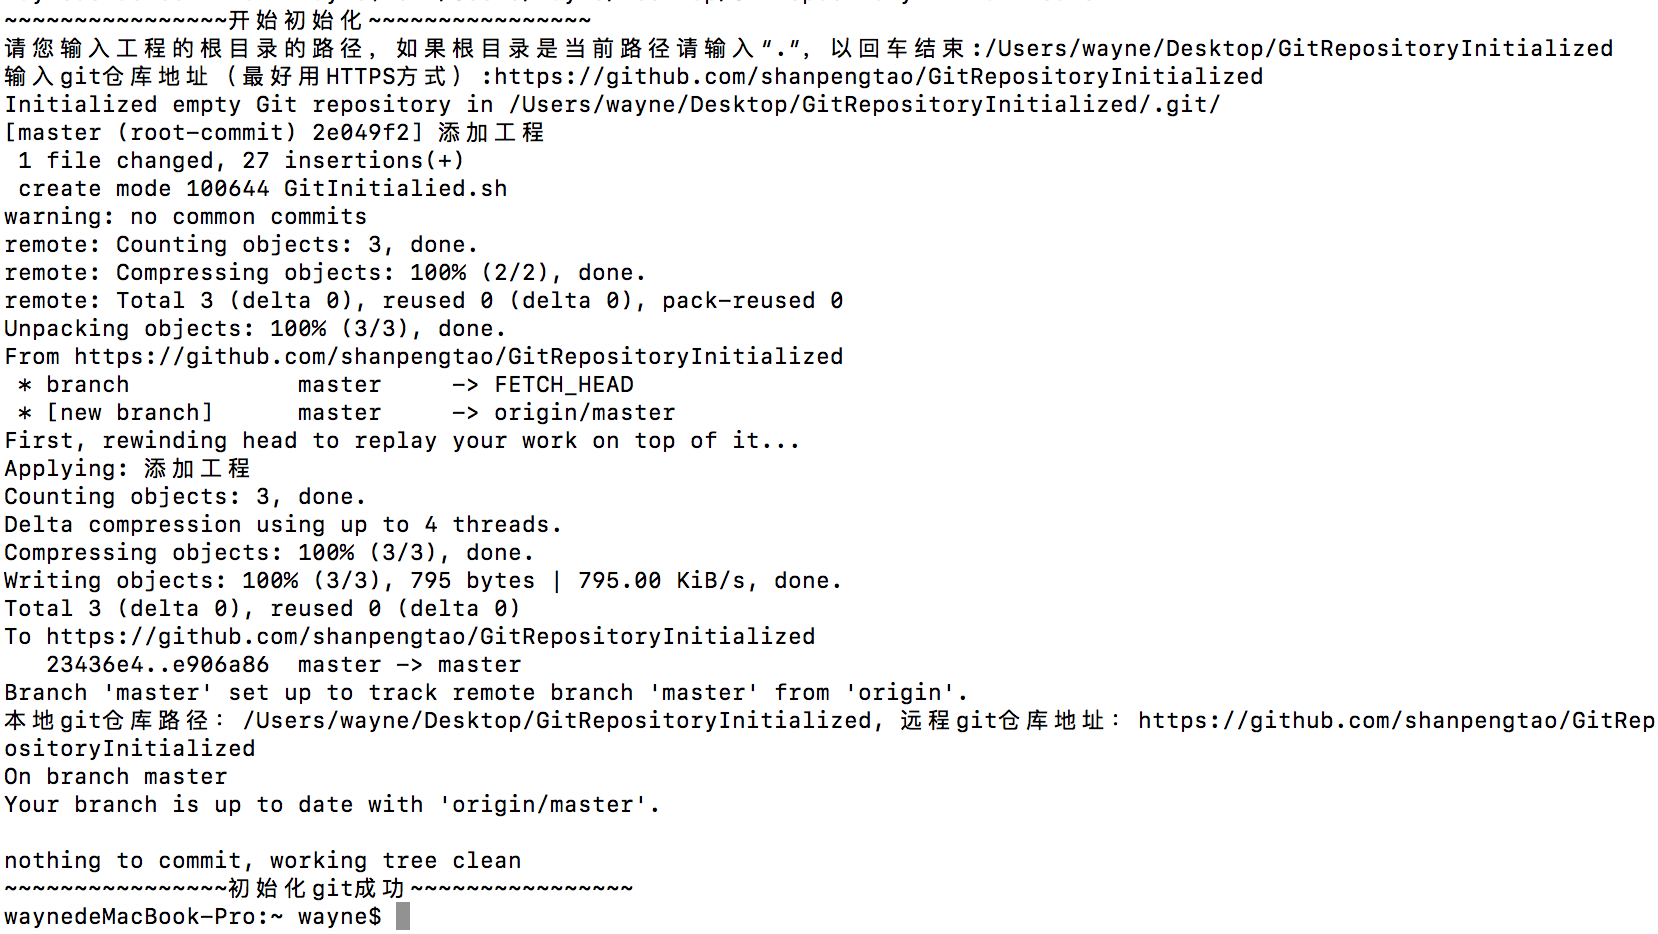 ~~~~~~~~~~~~~~~~开始初始化~~~~~~~~~~~~~~~~
请您输入工程的根目录的路径，如果根目录是当前路径请输入“.”，以回车结束:/Users/wayne/Desktop/GitRepositoryInitialized
输入git仓库地址（最好用HTTPS方式）:https://github.com/shanpengtao/GitRepositoryInitialized
Initialized empty Git repository in /Users/wayne/Desktop/GitRepositoryInitialized/.git/
[master (root-commit) 2e049f2] 添加工程
 1 file changed, 27 insertions(+)
 create mode 100644 GitInitialied.sh
warning: no common commits
remote: Counting objects: 3, done.
remote: Compressing objects: 100% (2/2), done.
remote: Total 3 (delta 0), reused 0 (delta 0), pack-reused 0
Unpacking objects: 100% (3/3), done.
From https://github.com/shanpengtao/GitRepositoryInitialized
 * branch            master     -> FETCH_HEAD
 * [new branch]      master     -> origin/master
First, rewinding head to replay your work on top of it...
Applying: 添加工程
Counting objects: 3, done.
Delta compression using up to 4 threads.
Compressing objects: 100% (3/3), done.
Writing objects: 100% (3/3), 795 bytes | 795.00 KiB/s, done.
Total 3 (delta 0), reused 0 (delta 0)
To https://github.com/shanpengtao/GitRepositoryInitialized
   23436e4..e906a86  master -> master
Branch 'master' set up to track remote branch 'master' from 'origin'.
本地git仓库路径：/Users/wayne/Desktop/GitRepositoryInitialized，远程git仓库地址：https://github.com/shanpengtao/GitRep
ositoryInitialized
On branch master
Your branch is up to date with 'origin/master'.
nothing to commit, working tree clean
~~~~~~~~~~~~~~~~初始化git成功~~~~~~~~~~~~~~~~
waynedeMacBook-Pro:~ wayne$